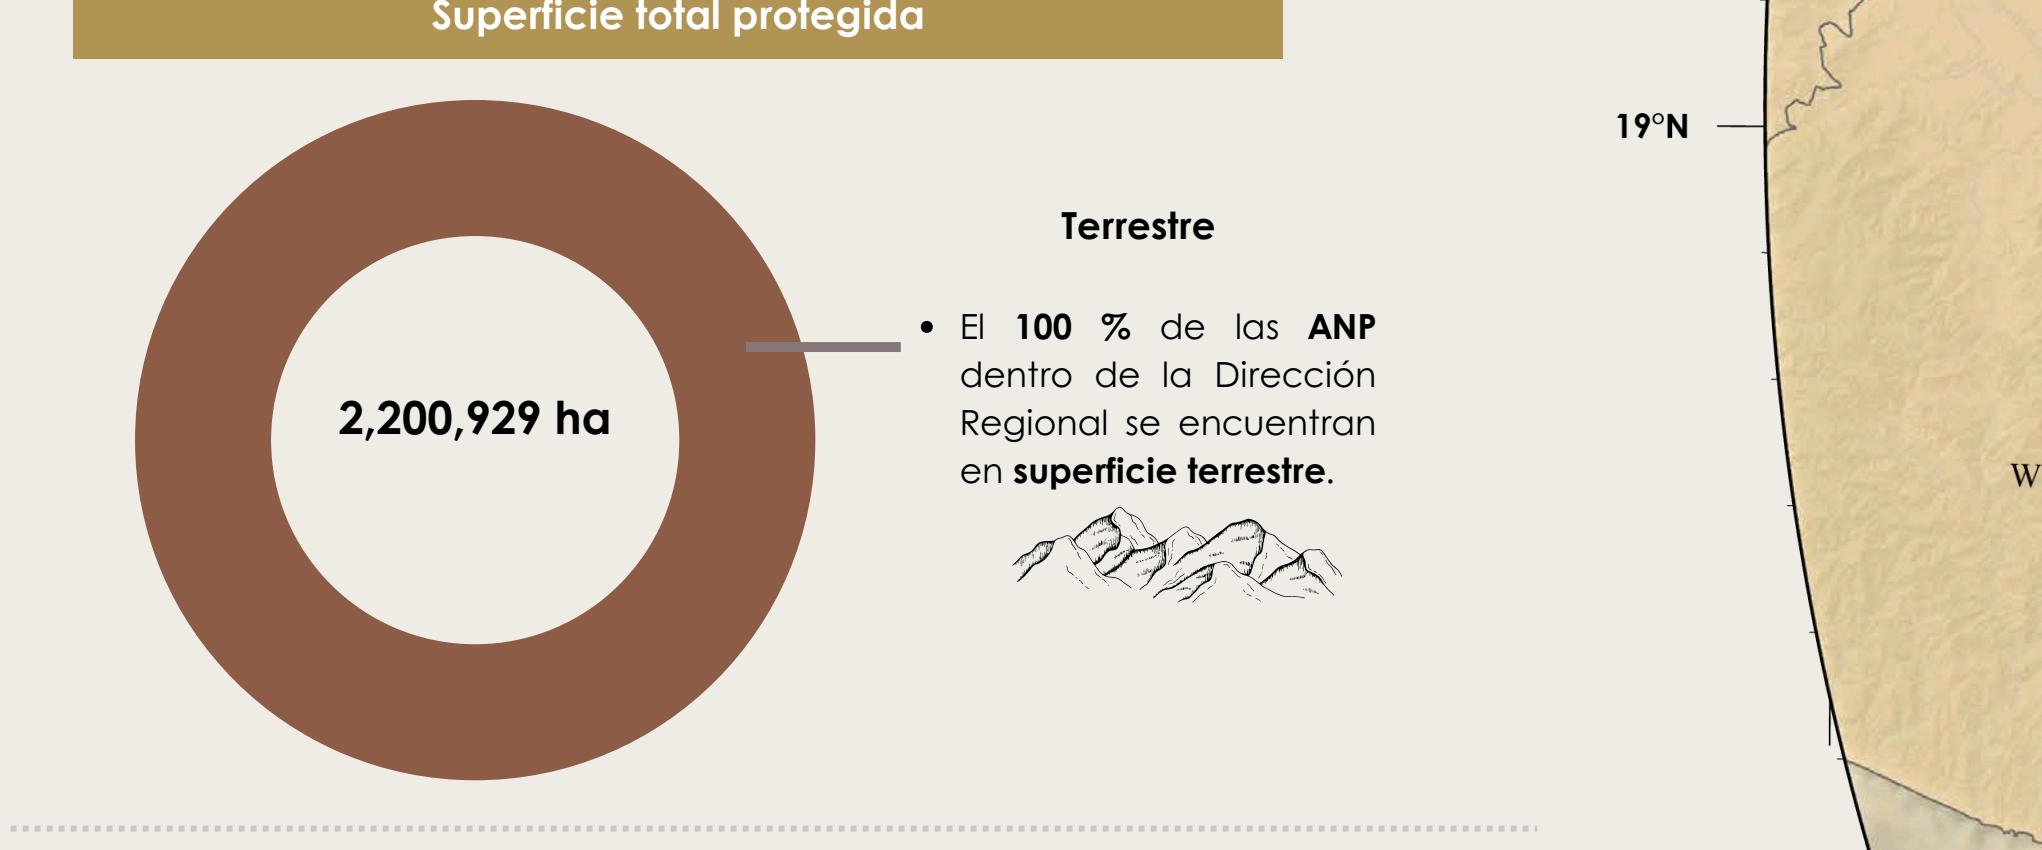 Superficie total protegida
19°N
Terrestre
• El 100 % de las ANP
dentro de la Dirección
Regional se encuentran
en superficie terrestre.
2,200,929 ha
W